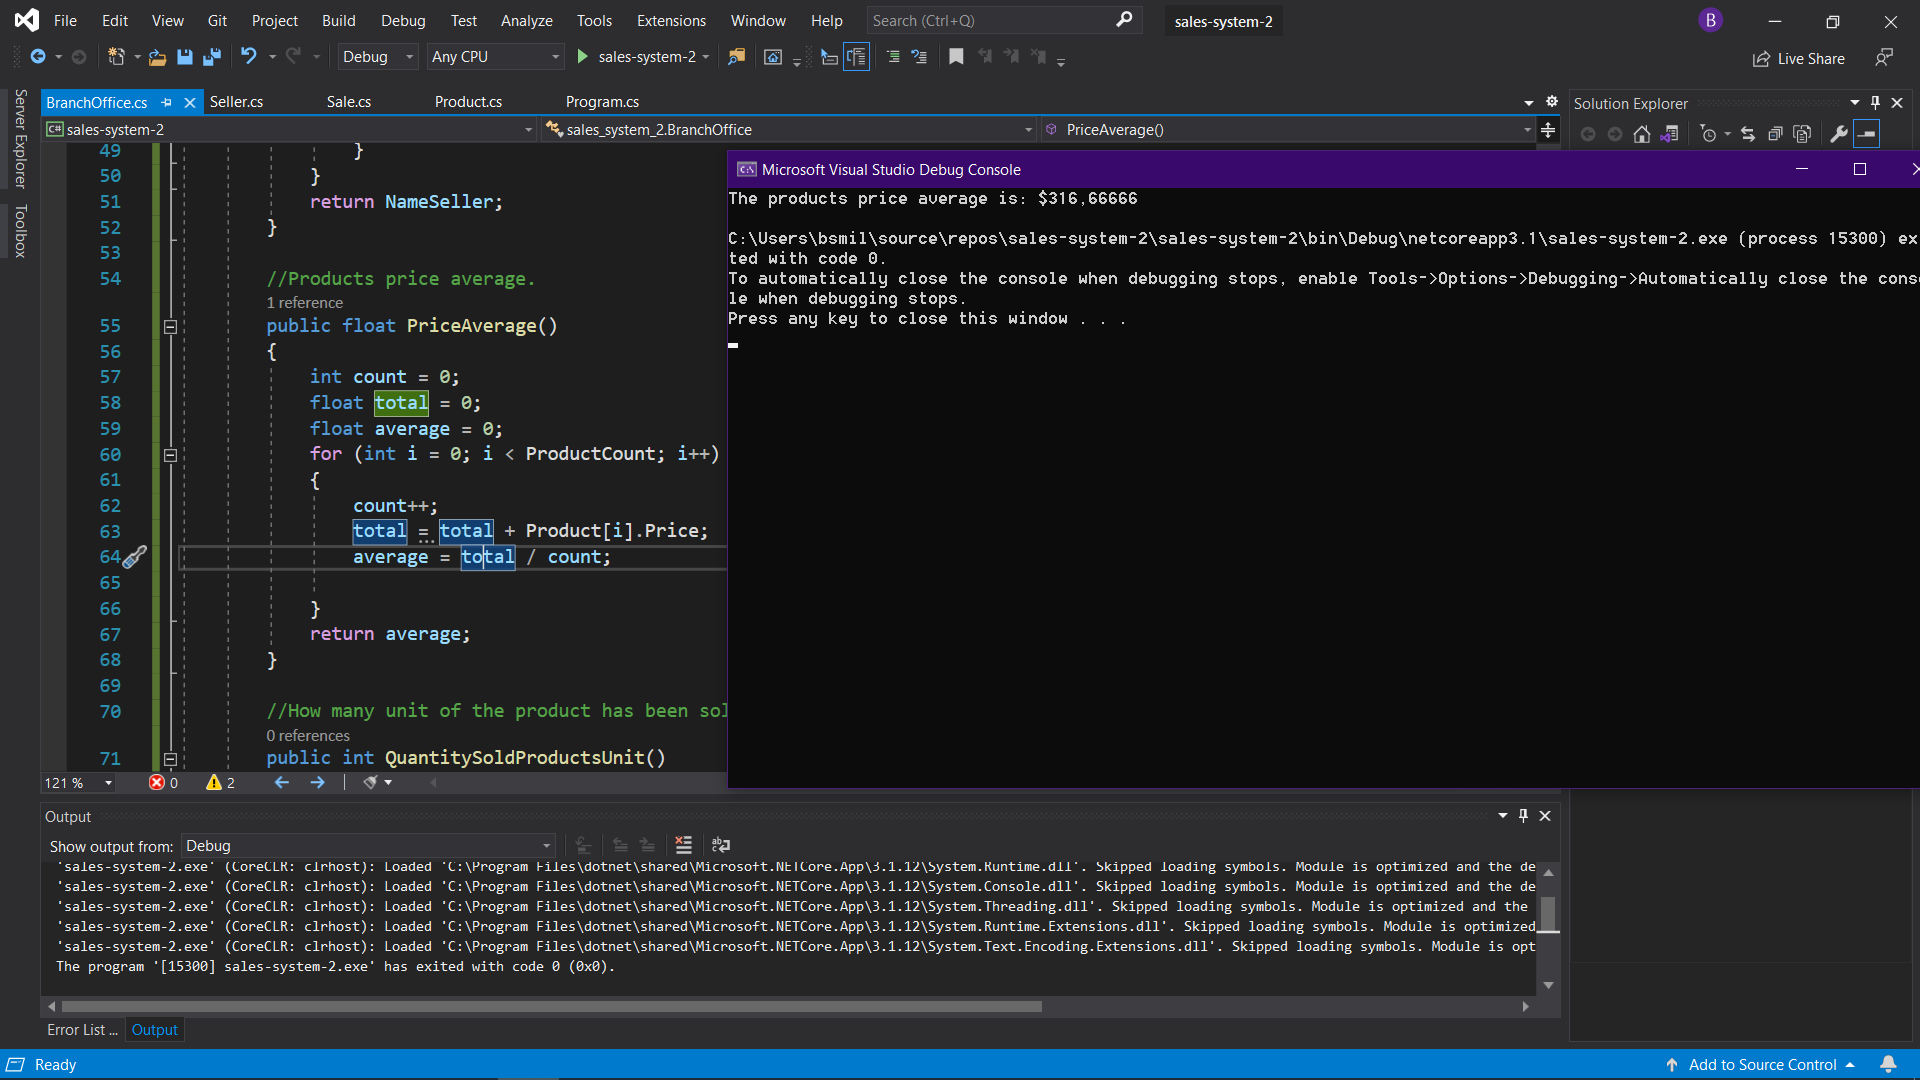 File Edit View Git Project Build Debug Test Analyze Tools Extensions Window Help Search (Ctrl+Q) sales-system-2 B
Debug Any CPU sales-system-2 Live Share
Server Explorer
Toolbox
BranchOffice.cs Seller.cs Sale.cs Product.cs Program.cs
sales-system-2 sales_system_2.BranchOffice PriceAverage()
Solution Explorer
49 }
50 }
51 return NameSeller;
52 }
53
54 //Products price average.
1 reference
55 public float PriceAverage()
56 {
57 int count = 0;
58 float total = 0;
59 float average = 0;
60 for (int i = 0; i < ProductCount; i++)
61 {
62 count++;
63 total = total + Product[i].Price;
64 average = total / count;
65
66 }
67 return average;
68 }
69
70 //How many unit of the product has been sol
0 references
71 public int QuantitySoldProductsUnit()
121 % 0 2
Microsoft Visual Studio Debug Console
The products price average is: $316,66666
C:\Users\bsmil\source\repos\sales-system-2\sales-system-2\bin\Debug\netcoreapp3.1\sales-system-2.exe (process 15300) ex
ted with code 0.
To automatically close the console when debugging stops, enable Tools->Options->Debugging->Automatically close the cons
le when debugging stops.
Press any key to close this window . . .
Output
Show output from: Debug
'sales-system-2.exe' (CoreCLR: clrhost): Loaded 'C:\Program Files\dotnet\shared\Microsoft.NETCore.App\3.1.12\System.Runtime.dll'. Skipped loading symbols. Module is optimized and the de
'sales-system-2.exe' (CoreCLR: clrhost): Loaded 'C:\Program Files\dotnet\shared\Microsoft.NETCore.App\3.1.12\System.Console.dll'. Skipped loading symbols. Module is optimized and the de
'sales-system-2.exe' (CoreCLR: clrhost): Loaded 'C:\Program Files\dotnet\shared\Microsoft.NETCore.App\3.1.12\System.Threading.dll'. Skipped loading symbols. Module is optimized and the
'sales-system-2.exe' (CoreCLR: clrhost): Loaded 'C:\Program Files\dotnet\shared\Microsoft.NETCore.App\3.1.12\System.Runtime.Extensions.dll'. Skipped loading symbols. Module is optimized
'sales-system-2.exe' (CoreCLR: clrhost): Loaded 'C:\Program Files\dotnet\shared\Microsoft.NETCore.App\3.1.12\System.Text.Encoding.Extensions.dll'. Skipped loading symbols. Module is opt
The program '[15300] sales-system-2.exe' has exited with code 0 (0x0).
Error List ... Output
Ready Add to Source Control